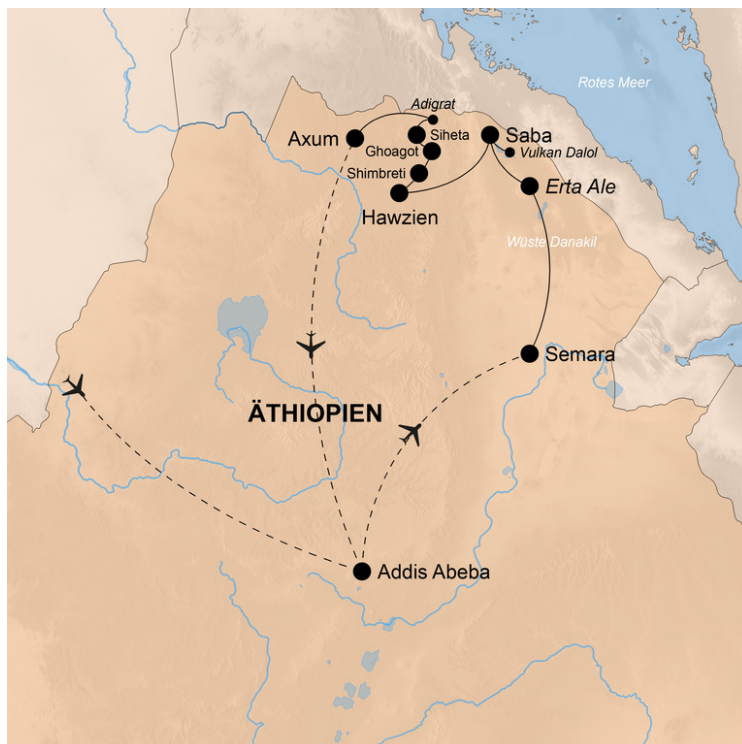 Rotes Meer
Adigrat
Axum
Siheta
Saba
Ghoagot
Vulkan Dalol
Shimbreti
Erta Ale
Hawzien
Wüste Danakil
Semara
ÄTHIOPIEN
Addis Abeba